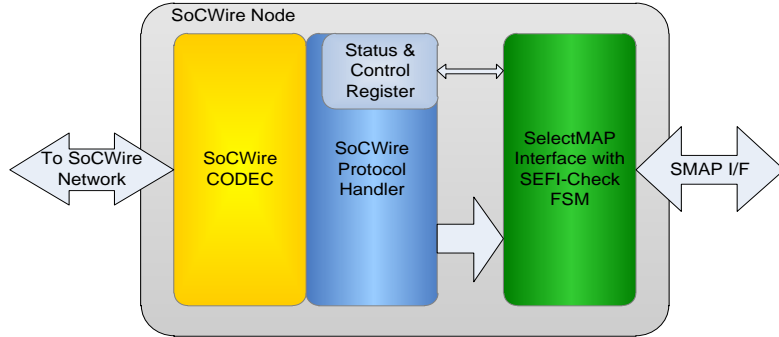 SoCWire Node
Status &
Control
Register
To SoCWire
Network
SoCWire
CODEC
SoCWire
Protocol
Handler
SelectMAP
Interface with
SEFI-Check
FSM
SMAP I/F